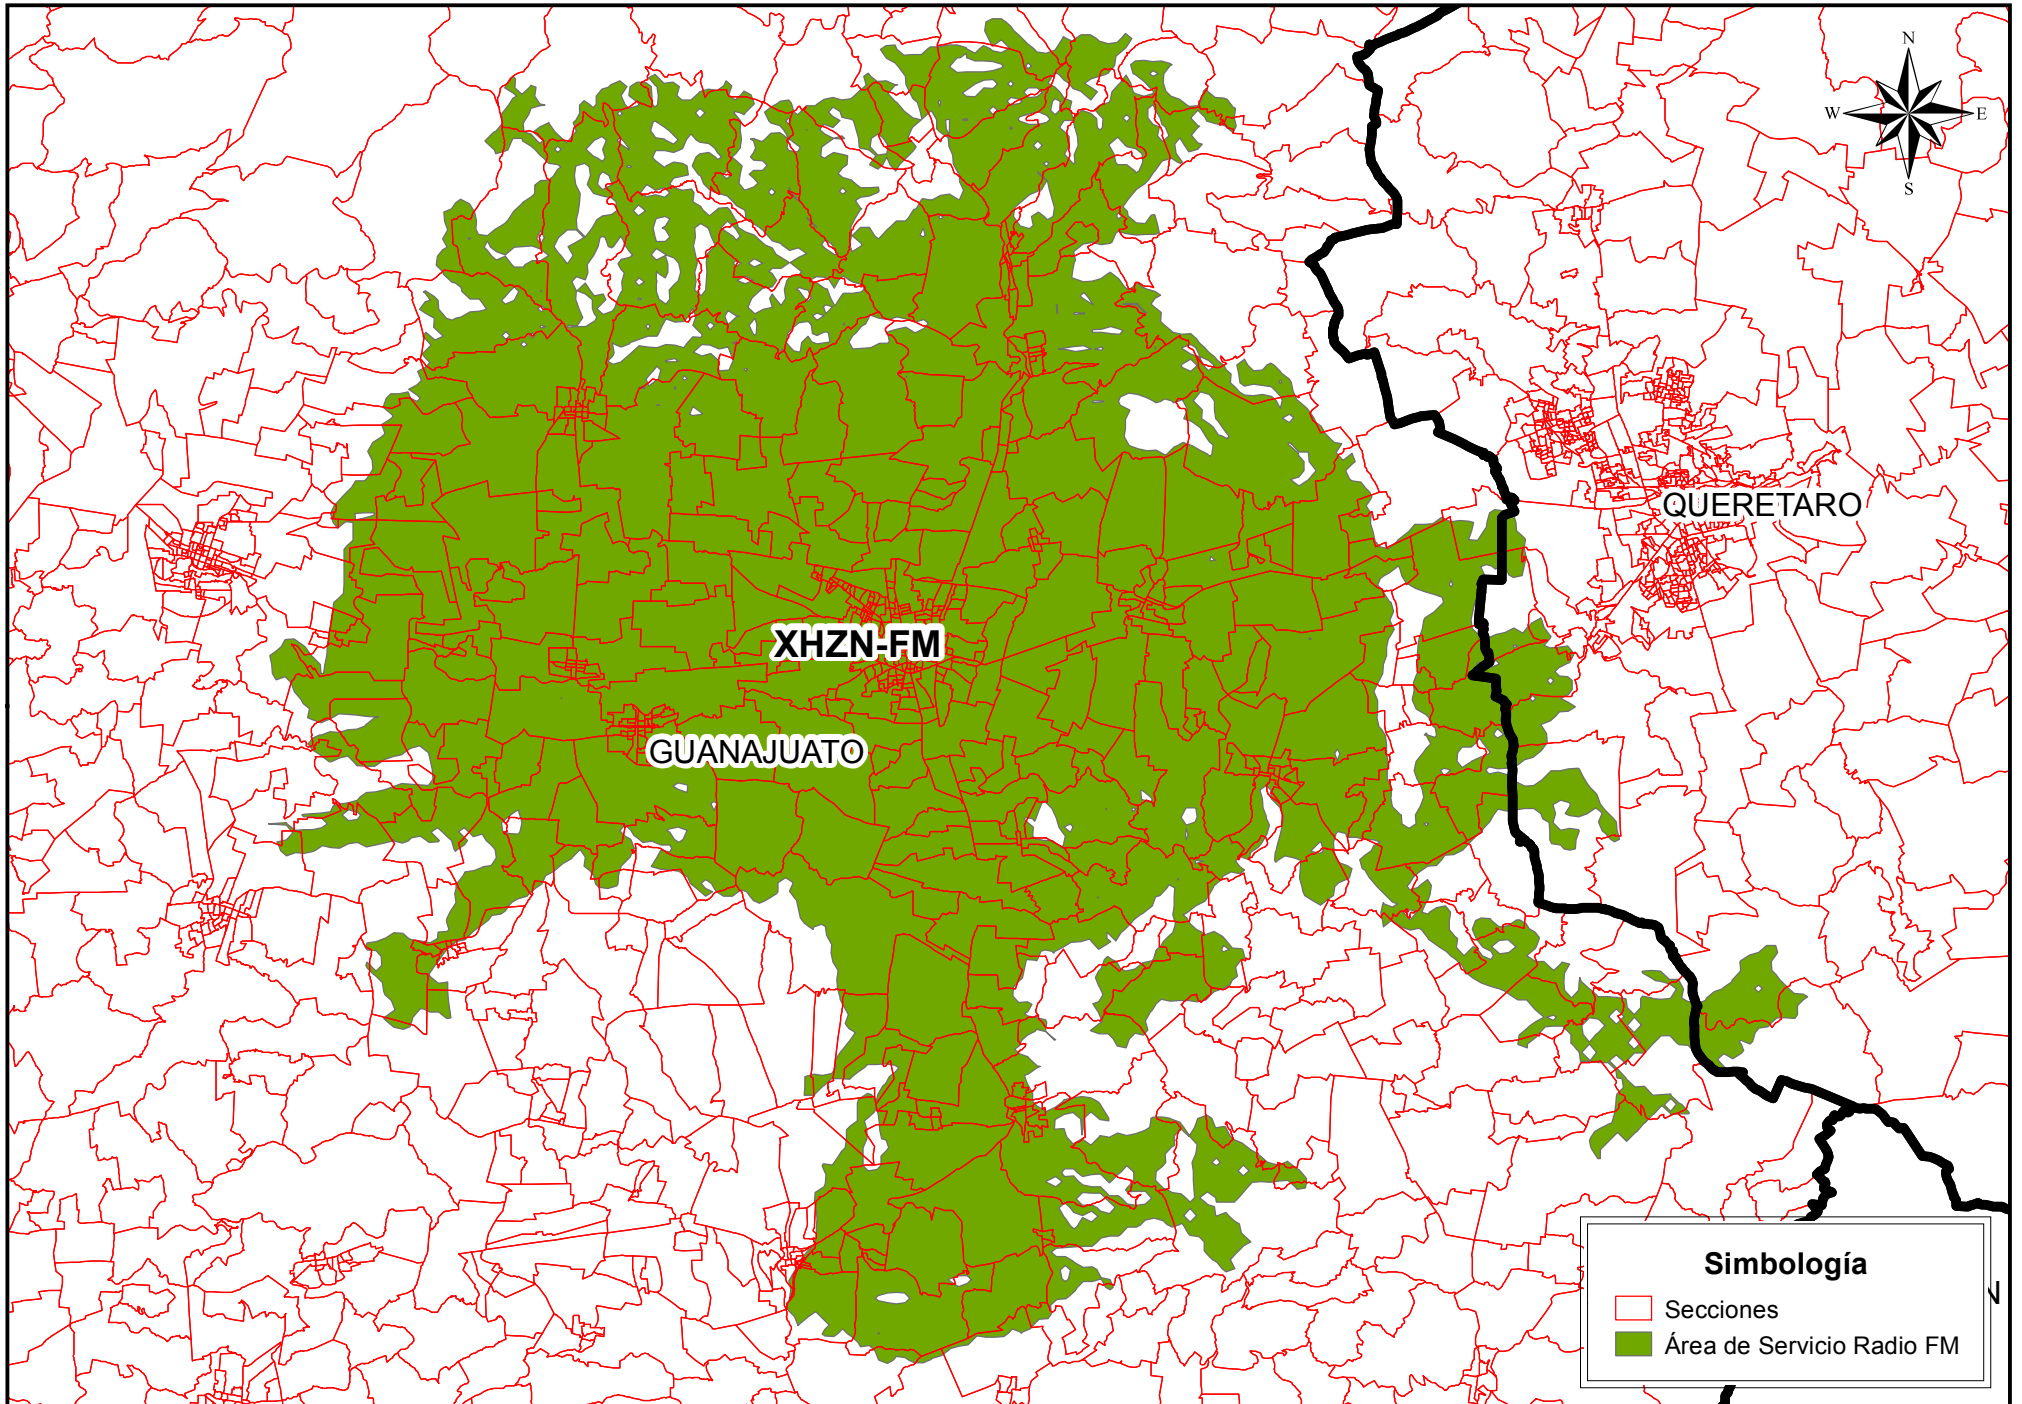 N
W E
S
QUERETARO
XHZN-FM
GUANAJUATO
Simbología
Secciones
Área de Servicio Radio FM
N